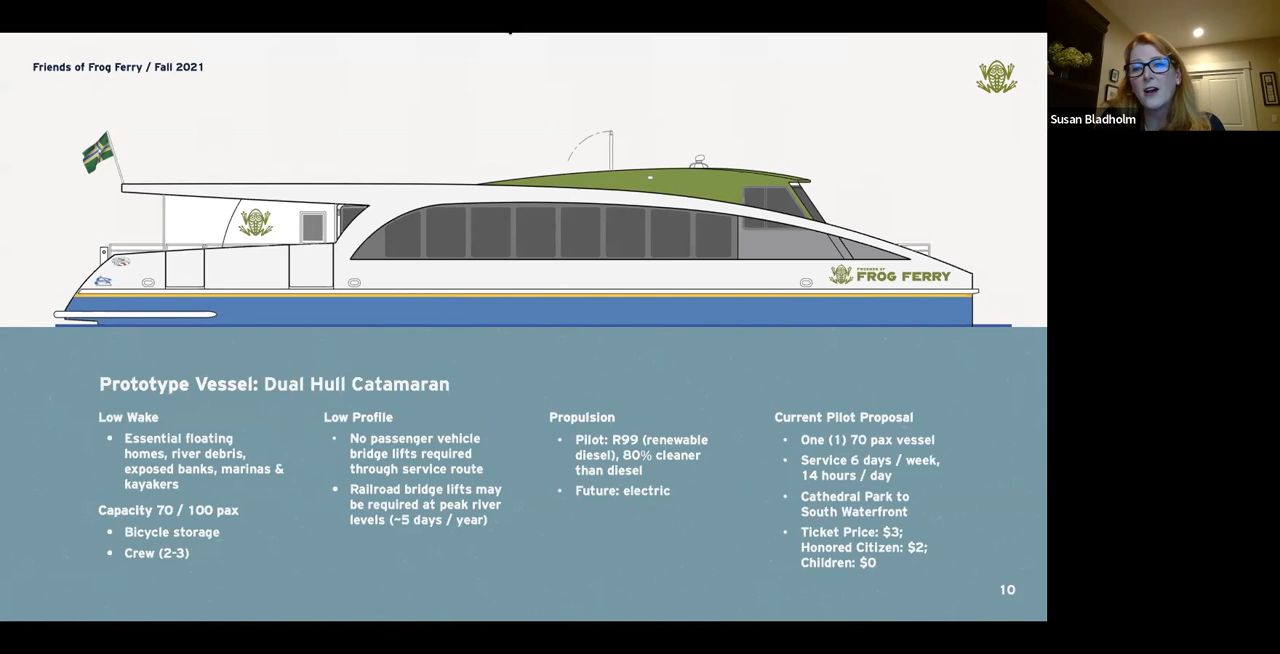 Friends of Frog Ferry / Fall 2021
Susan Bladholm
FRIENDS OF
FROG FERRY
Prototype Vessel: Dual Hull Catamaran
Low Wake
Essential floating
homes, river debris,
exposed banks, marinas &
kayakers
Capacity 70 / 100 pax
Bicycle storage
Crew (2-3)
Low Profile
No passenger vehicle
bridge lifts required
through service route
Railroad bridge lifts may
be required at peak river
levels (~5 days / year)
Propulsion
Pilot: R99 (renewable
diesel), 80% cleaner
than diesel
Future: electric
Current Pilot Proposal
One (1) 70 pax vessel
Service 6 days / week,
14 hours / day
Cathedral Park to
South Waterfront
Ticket Price: $3;
Honored Citizen: $2;
Children: $0
10